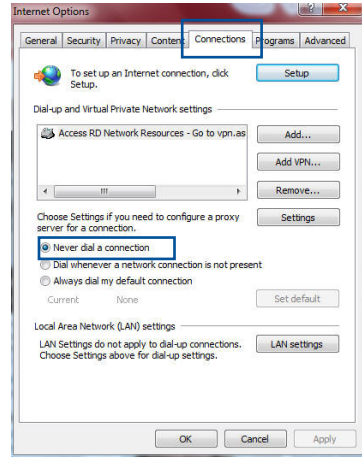 Internet Options
General Security Privacy Content Connections Programs Advanced
To set up an Internet connection, click Setup.
Setup
Dial-up and Virtual Private Network settings
Access RD Network Resources - Go to vpn.as
Add...
Add VPN...
Remove...
Choose Settings if you need to configure a proxy
server for a connection.
Settings
Never dial a connection
Dial whenever a network connection is not present
Always dial my default connection
Current None
Set default
Local Area Network (LAN) settings
LAN Settings do not apply to dial-up connections.
Choose Settings above for dial-up settings.
LAN settings
OK Cancel Apply